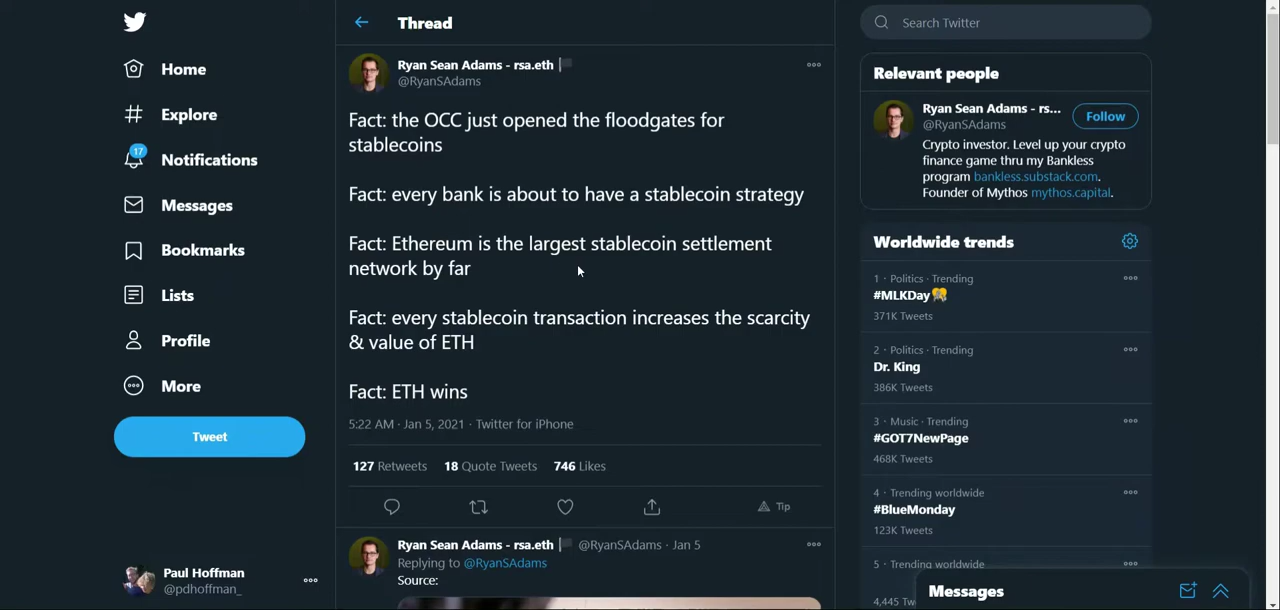 Home
Explore
17
Notifications
Messages
Bookmarks
Lists
Profile
More
Tweet
Paul Hoffman
@pdhoffman_
Thread
Ryan Sean Adams - rsa.eth
@RyanSAdams
Fact: the OCC just opened the floodgates for
stablecoins
Fact: every bank is about to have a stablecoin strategy
Fact: Ethereum is the largest stablecoin settlement
network by far
Fact: every stablecoin transaction increases the scarcity
& value of ETH
Fact: ETH wins
5:22 AM · Jan 5, 2021 · Twitter for iPhone
127 Retweets 18 Quote Tweets 746 Likes
Tip
Ryan Sean Adams - rsa.eth @RyanSAdams · Jan 5
Replying to @RyanSAdams
Source:
Search Twitter
Relevant people
Ryan Sean Adams - rs...
@RyanSAdams
Follow
Crypto investor. Level up your crypto
finance game thru my Bankless
program bankless.substack.com.
Founder of Mythos mythos.capital.
Worldwide trends
1 · Politics · Trending
#MLKDay
371K Tweets
2 · Politics · Trending
Dr. King
386K Tweets
3 · Music · Trending
#GOT7NewPage
468K Tweets
4 · Trending worldwide
#BlueMonday
123K Tweets
5 · Trending worldwide
4,445 Tw
Messages